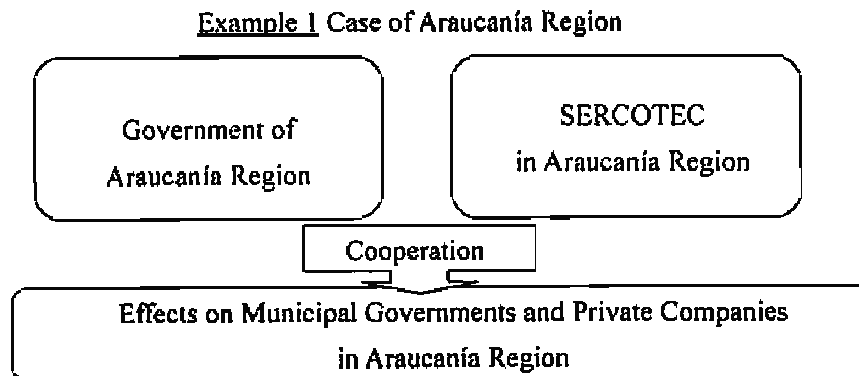 Example 1 Case of Araucanía Region
Government of
Araucanía Region
SERCOTEC
in Araucanía Region
Cooperation
Effects on Municipal Governments and Private Companies
in Araucanía Region